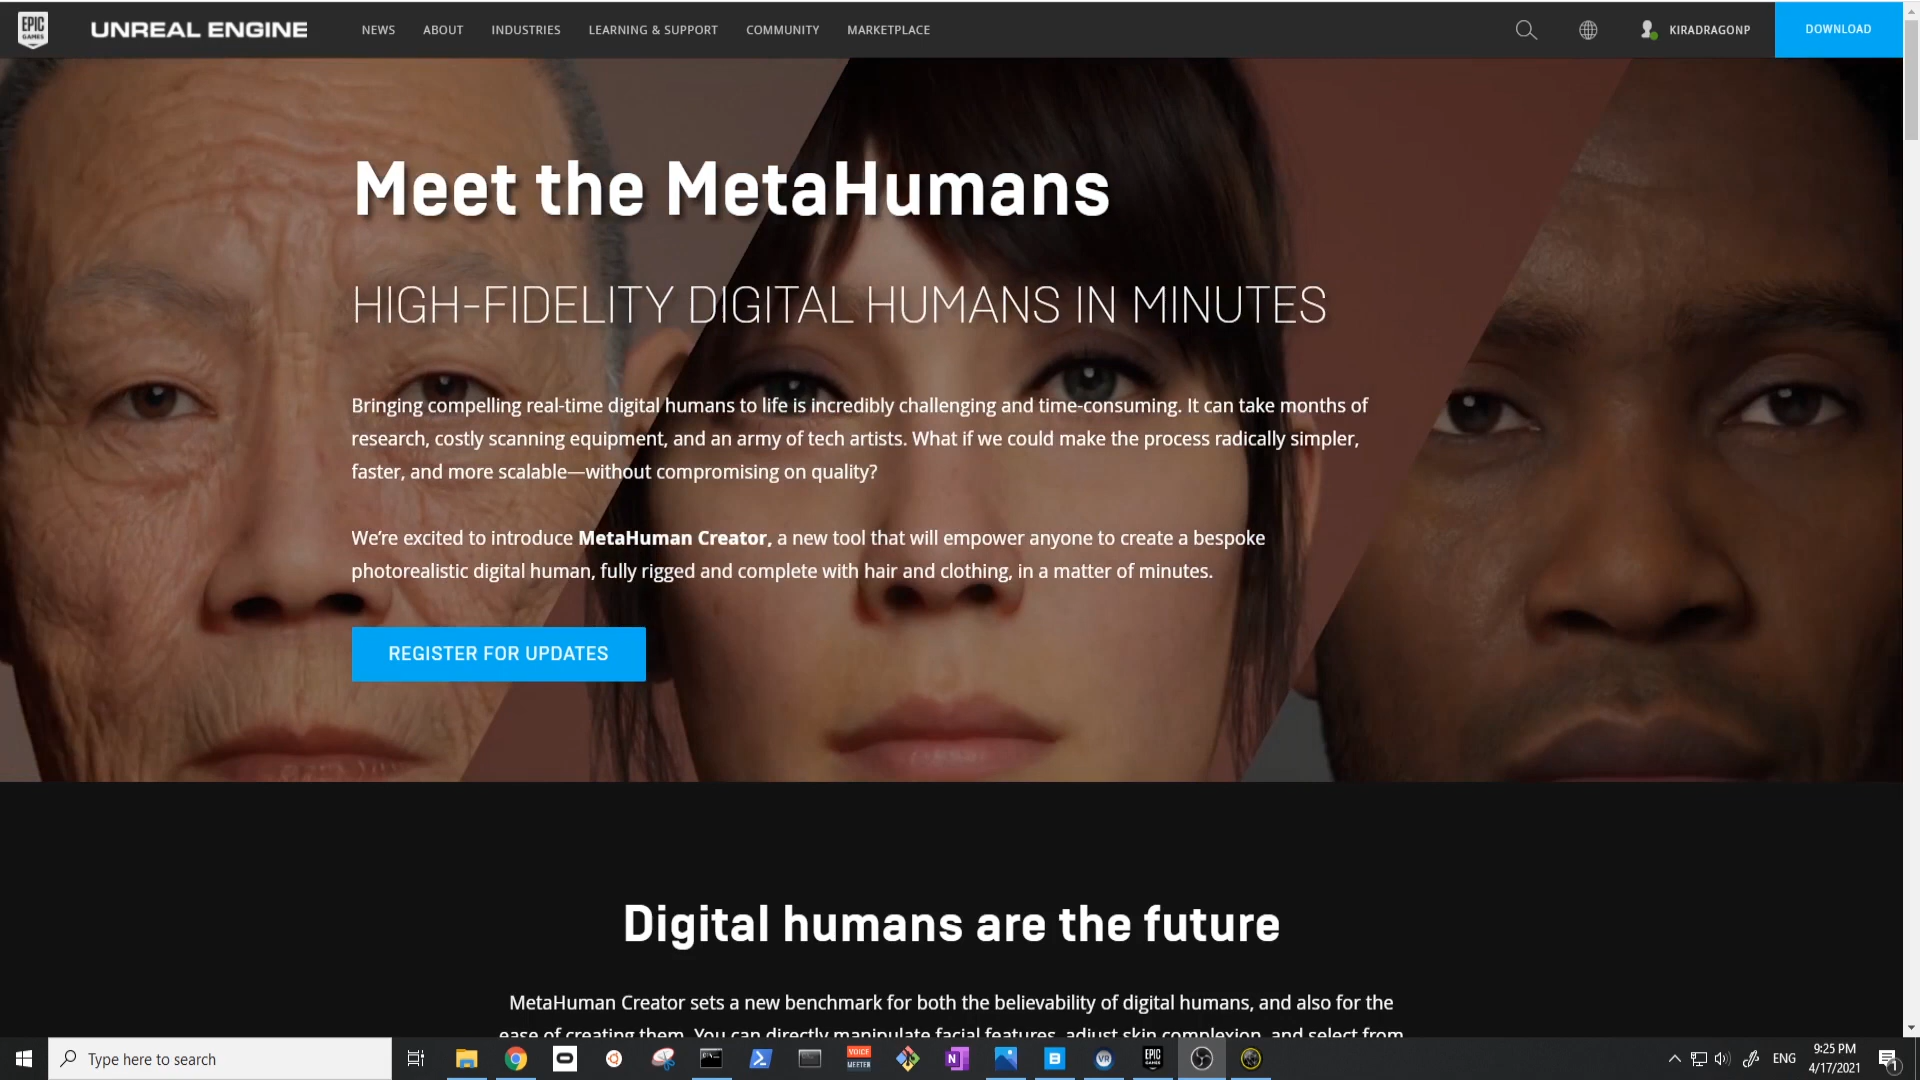 EPIC GAMES
UNREAL ENGINE
NEWS
ABOUT
INDUSTRIES
LEARNING & SUPPORT
COMMUNITY
MARKETPLACE
KIRADRAGONP
DOWNLOAD
Meet the MetaHumans
HIGH-FIDELITY DIGITAL HUMANS IN MINUTES
Bringing compelling real-time digital humans to life is incredibly challenging and time-consuming. It can take months of
research, costly scanning equipment, and an army of tech artists. What if we could make the process radically simpler,
faster, and more scalable—without compromising on quality?
We're excited to introduce MetaHuman Creator, a new tool that will empower anyone to create a bespoke
photorealistic digital human, fully rigged and complete with hair and clothing, in a matter of minutes.
REGISTER FOR UPDATES
Digital humans are the future
MetaHuman Creator sets a new benchmark for both the believability of digital humans, and also for the
ease of creating them. You can directly manipulate facial features, adjust skin complexion, and select from
Type here to search
VOICE
MEETER
N
B
VR
EPIC
GAMES
ENG
9:25 PM
4/17/2021
1